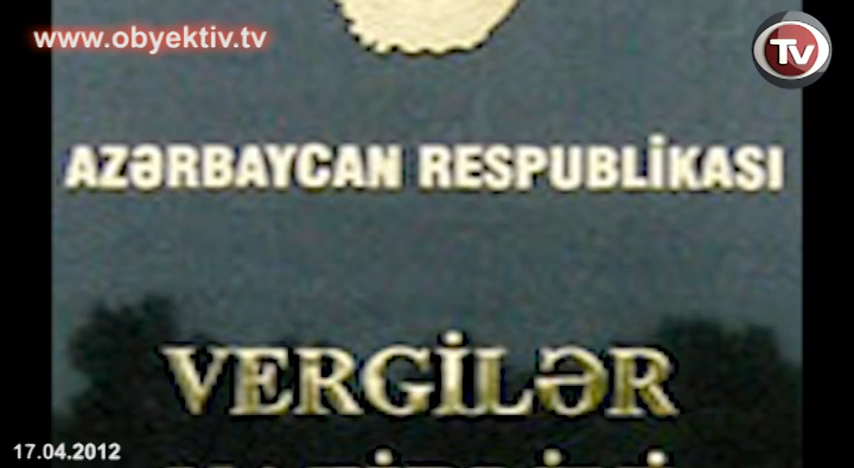 www.obyektiv.tv
TV
AZƏRBAYCAN RESPUBLİKASI
VERGİLƏR
17.04.2012